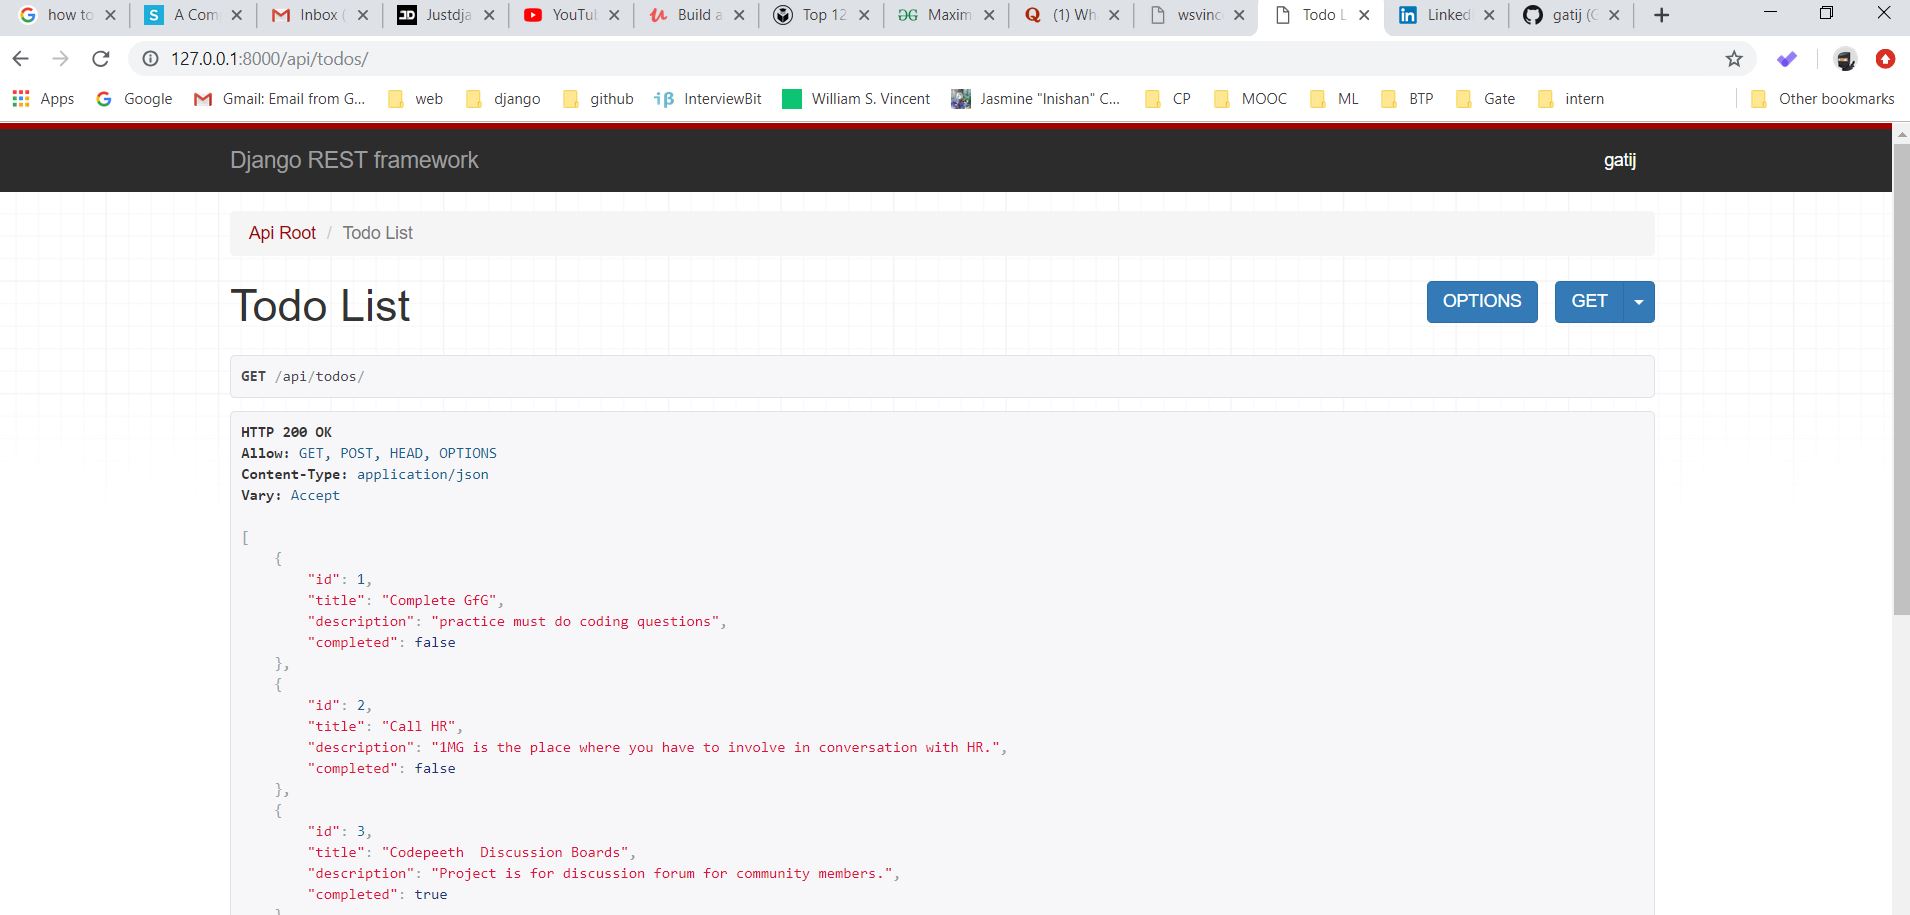 how to
A Com
Inbox (
Justdja
YouTu
Build a
Top 12
Maxim
(1) Wh
wsvinc
Todo L
Linked
gatij (G
127.0.0.1:8000/api/todos/
Apps Google Gmail: Email from G... web django github InterviewBit William S. Vincent Jasmine "Inishan" C... CP MOOC ML BTP Gate intern Other bookmarks
Django REST framework
gatij
Api Root / Todo List
Todo List
OPTIONS
GET
GET /api/todos/
HTTP 200 OK
Allow: GET, POST, HEAD, OPTIONS
Content-Type: application/json
Vary: Accept
[
    {
        "id": 1,
        "title": "Complete GfG",
        "description": "practice must do coding questions",
        "completed": false
    },
    {
        "id": 2,
        "title": "Call HR",
        "description": "1MG is the place where you have to involve in conversation with HR.",
        "completed": false
    },
    {
        "id": 3,
        "title": "Codepeeth  Discussion Boards",
        "description": "Project is for discussion forum for community members.",
        "completed": true